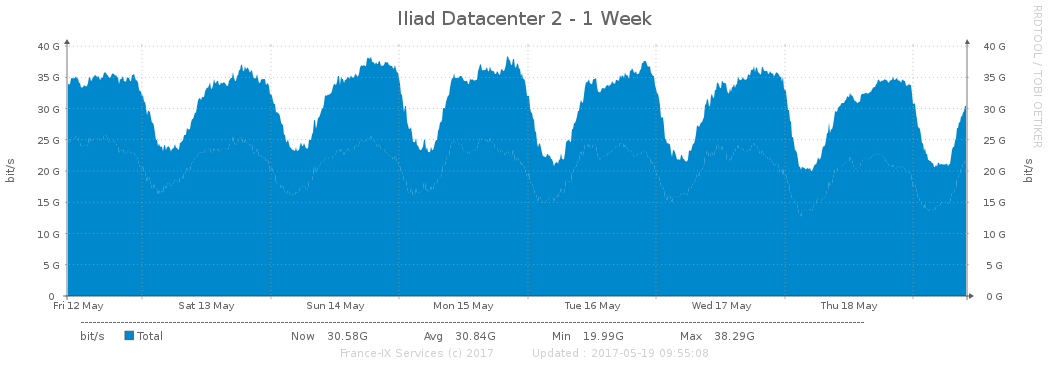 Iliad Datacenter 2 - 1 Week
RRDTOOL / TOBI OETIKER
40 G 40 G
35 G 35 G
30 G 30 G
25 G 25 G
20 G 20 G
15 G 15 G
10 G 10 G
5 G 5 G
0 0 G
bit/s
bit/s
Fri 12 May Sat 13 May Sun 14 May Mon 15 May Tue 16 May Wed 17 May Thu 18 May
bit/s Total Now 30.58G Avg 30.84G Min 19.99G Max 38.29G
France-IX Services (c) 2017 Updated : 2017-05-19 09:55:08